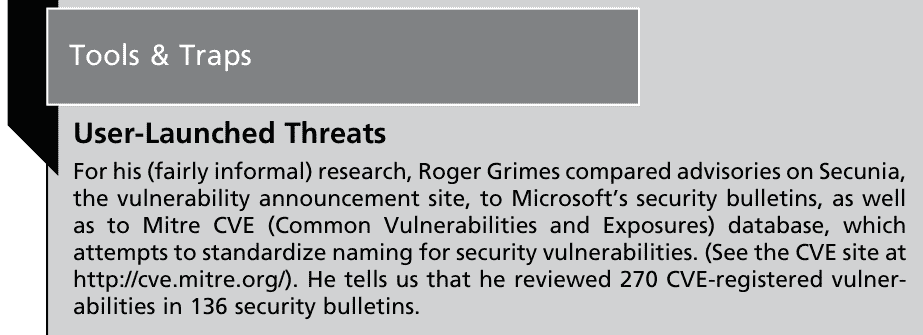 Tools & Traps
User-Launched Threats
For his (fairly informal) research, Roger Grimes compared advisories on Secunia,
the vulnerability announcement site, to Microsoft’s security bulletins, as well
as to Mitre CVE (Common Vulnerabilities and Exposures) database, which
attempts to standardize naming for security vulnerabilities. (See the CVE site at
http://cve.mitre.org/). He tells us that he reviewed 270 CVE-registered vulner-
abilities in 136 security bulletins.